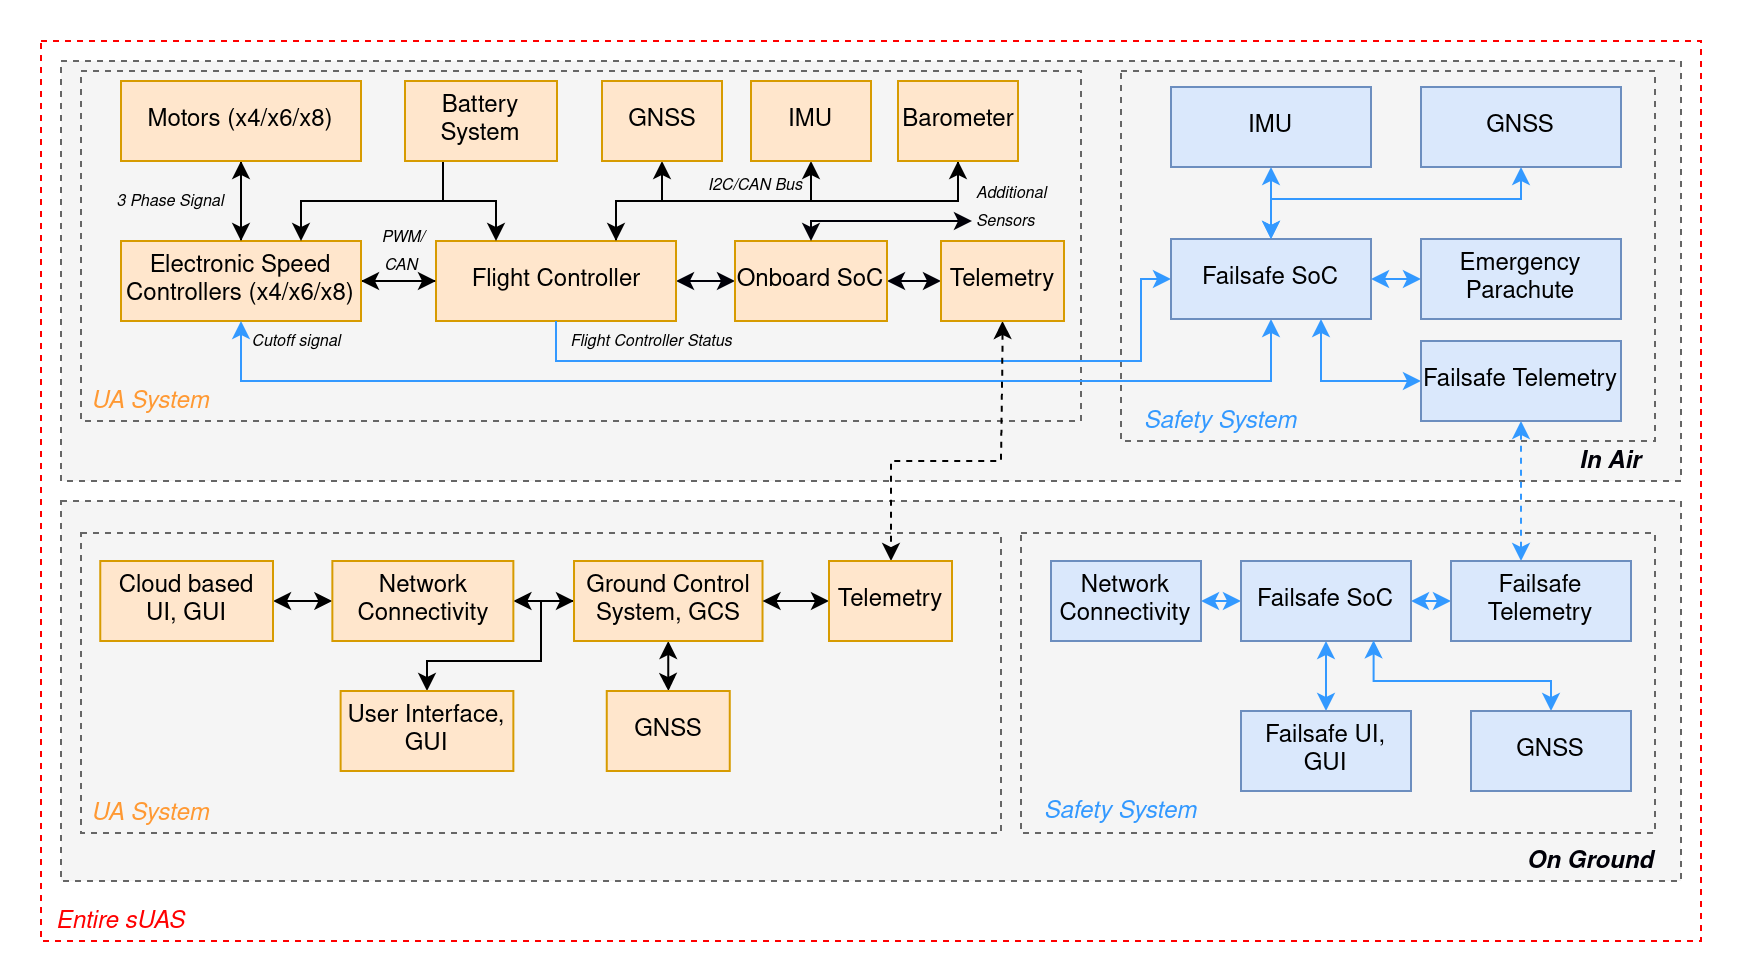 Motors (x4/x6/x8)
Battery
System
GNSS
IMU
Barometer
3 Phase Signal
I2C/CAN Bus
Additional
Sensors
PWM/
CAN
Electronic Speed
Controllers (x4/x6/x8)
Flight Controller
Onboard SoC
Telemetry
Cutoff signal
Flight Controller Status
UA System
IMU
GNSS
Failsafe SoC
Emergency
Parachute
Failsafe Telemetry
Safety System
In Air
Cloud based
UI, GUI
Network
Connectivity
Ground Control
System, GCS
Telemetry
User Interface,
GUI
GNSS
UA System
Network
Connectivity
Failsafe SoC
Failsafe
Telemetry
Failsafe UI,
GUI
GNSS
Safety System
On Ground
Entire sUAS